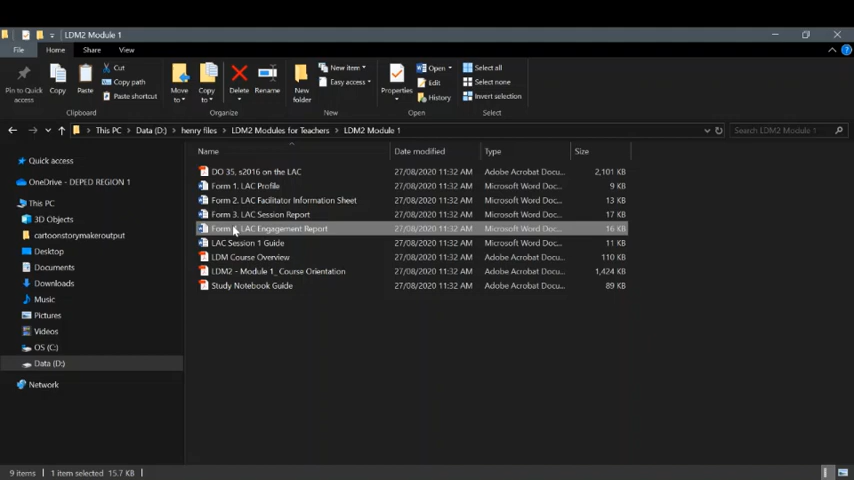 LDM2 Module 1
File Home Share View
Pin to Quick access
Copy
Paste
Cut
Copy path
Paste shortcut
Clipboard
Move to
Copy to
Delete
Rename
Organize
New folder
New item
Easy access
New
Properties
Open
Edit
History
Open
Select all
Select none
Invert selection
Select
This PC Data (D:) henry files LDM2 Modules for Teachers LDM2 Module 1
Search LDM2 Module 1
Name Date modified Type Size
Quick access
OneDrive - DEPED REGION 1
This PC
3D Objects
cartoonstorymakeroutput
Desktop
Documents
Downloads
Music
Pictures
Videos
OS (C:)
Data (D:)
Network
DO 35, s2016 on the LAC 27/08/2020 11:32 AM Adobe Acrobat Docu... 2,101 KB
Form 1. LAC Profile 27/08/2020 11:32 AM Microsoft Word Doc... 9 KB
Form 2. LAC Facilitator Information Sheet 27/08/2020 11:32 AM Microsoft Word Doc... 13 KB
Form 3. LAC Session Report 27/08/2020 11:32 AM Microsoft Word Doc... 17 KB
Form LAC Engagement Report 27/08/2020 11:32 AM Microsoft Word Doc... 16 KB
LAC Session 1 Guide 27/08/2020 11:32 AM Microsoft Word Doc... 11 KB
LDM Course Overview 27/08/2020 11:32 AM Adobe Acrobat Docu... 110 KB
LDM2 - Module 1_ Course Orientation 27/08/2020 11:32 AM Adobe Acrobat Docu... 1,424 KB
Study Notebook Guide 27/08/2020 11:32 AM Adobe Acrobat Docu... 89 KB
9 items 1 item selected 15.7 KB